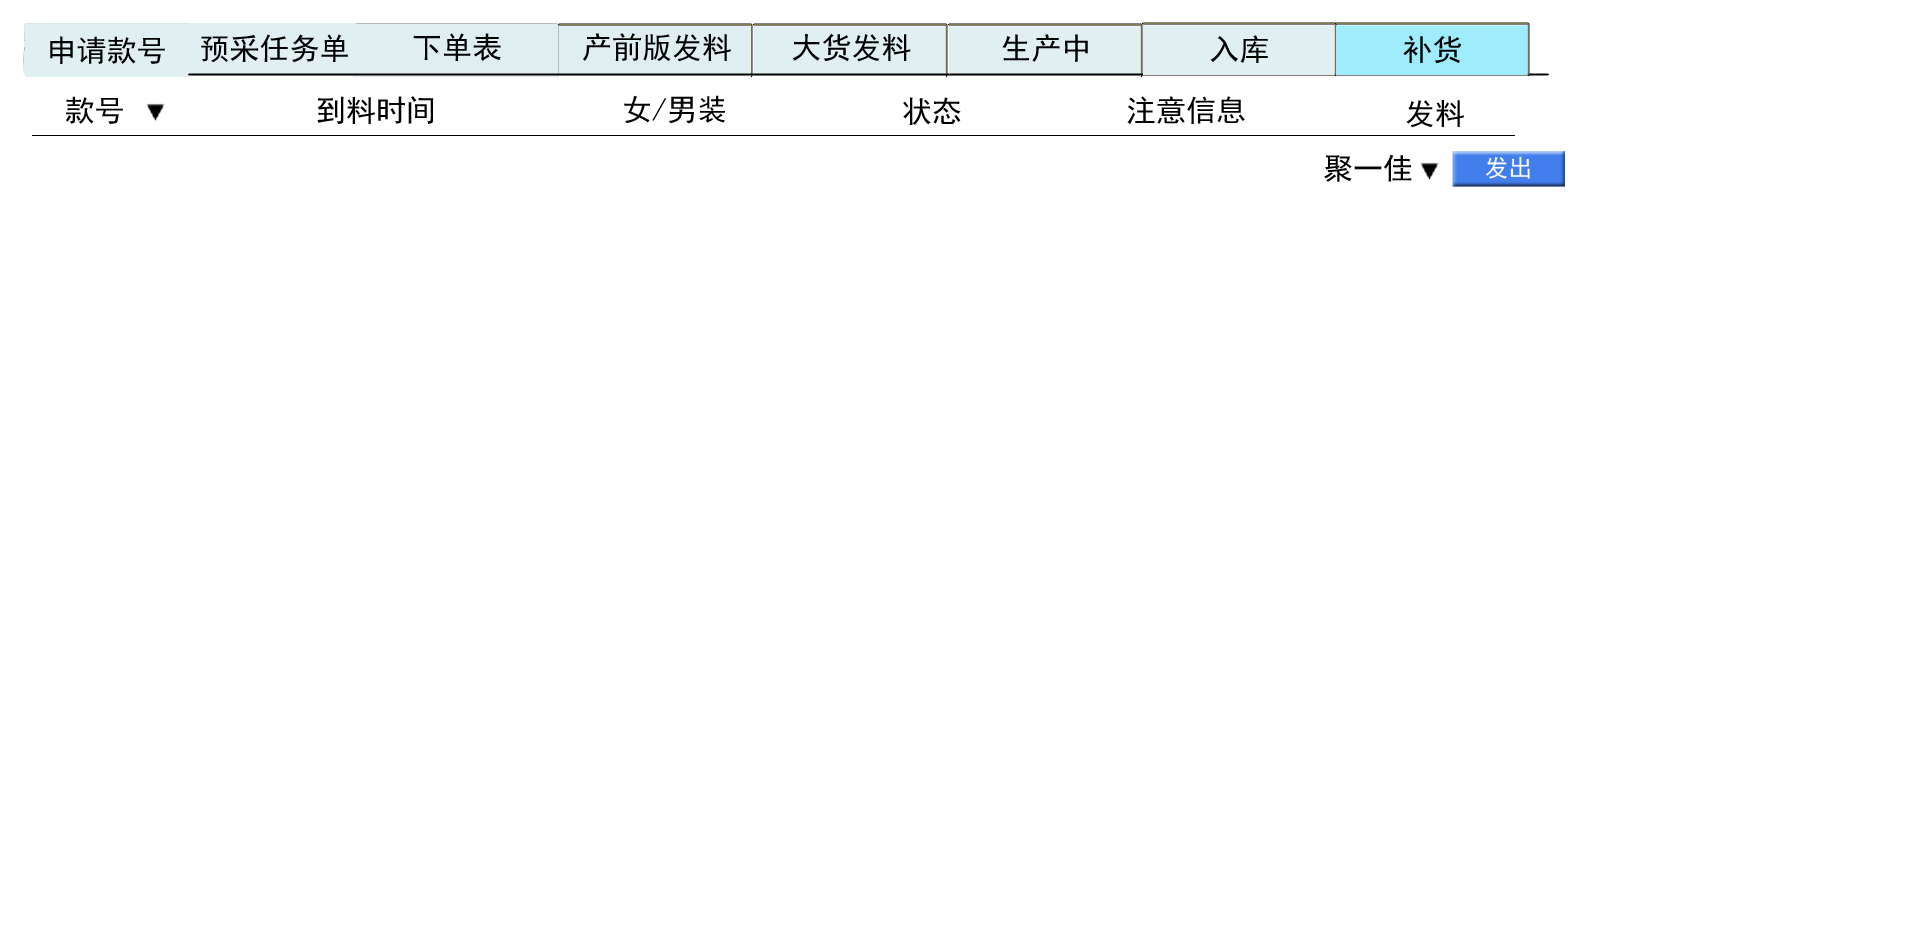 申请款号 预采任务单 下单表 产前版发料 大货发料 生产中 入库 补货
款号 ▼ 到料时间 女/男装 状态 注意信息 发料
聚一佳 ▼ 发出